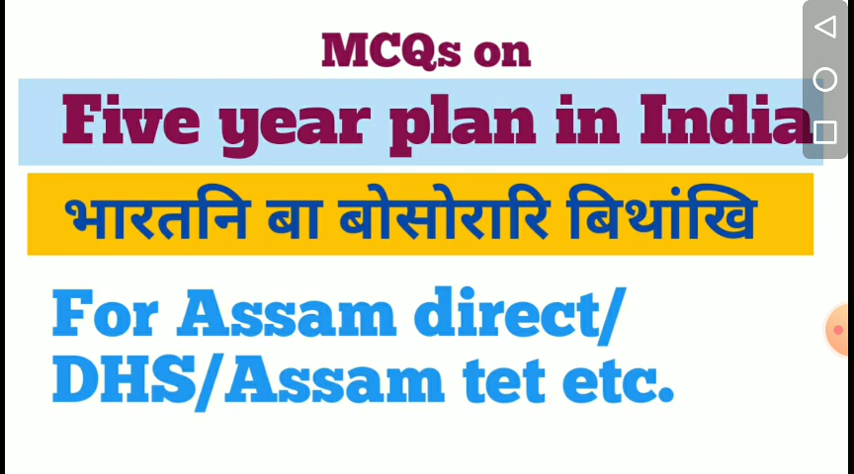 MCQs on
Five year plan in India
भारतनि बा बोसोरारि बिथांखि
For Assam direct/
DHS/Assam tet etc.